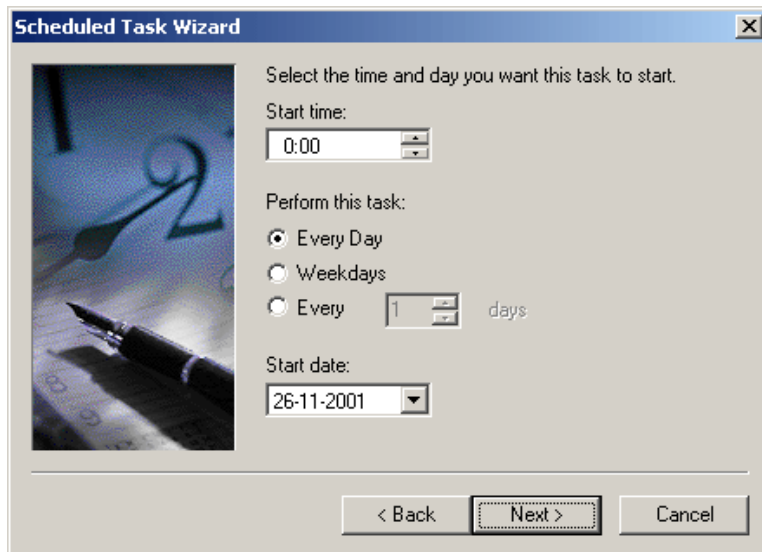 Scheduled Task Wizard
Select the time and day you want this task to start.
Start time:
0:00
Perform this task:
Every Day
Weekdays
Every 1 days
Start date:
26-11-2001
< Back Next > Cancel
2